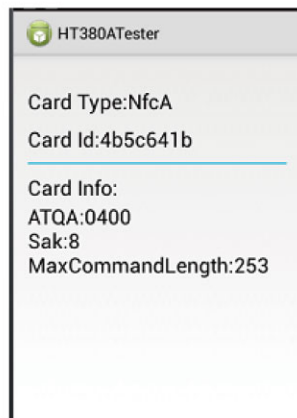 HT380ATester
Card Type:NfcA
Card Id:4b5c641b
Card Info:
ATQA:0400
Sak:8
MaxCommandLength:253